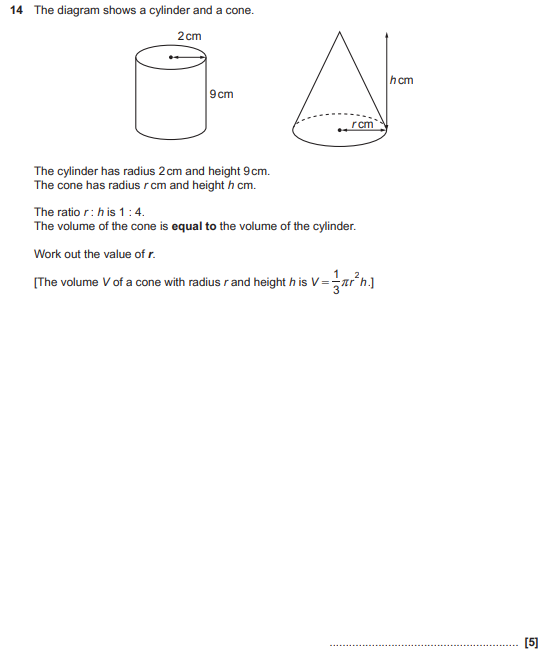 14 The diagram shows a cylinder and a cone.
2 cm
9 cm
h cm
r cm
The cylinder has radius 2 cm and height 9 cm.
The cone has radius r cm and height h cm.
The ratio r : h is 1 : 4.
The volume of the cone is equal to the volume of the cylinder.
Work out the value of r.
[The volume V of a cone with radius r and height h is V = 1/3 πr²h.]
.......................................................... [5]